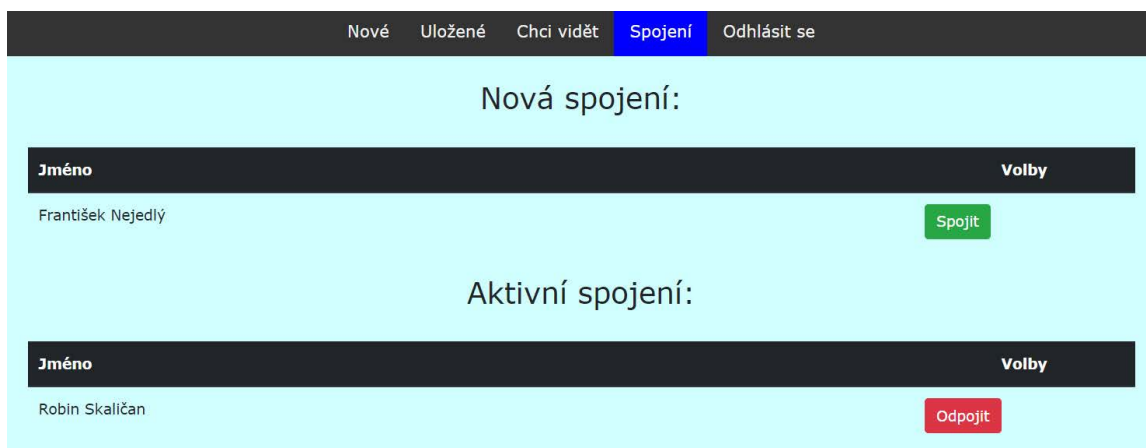 Nové Uložené Chci vidět Spojení Odhlásit se
Nová spojení:
Jméno Volby
František Nejedlý Spojit
Aktivní spojení:
Jméno Volby
Robin Skaličan Odpojit